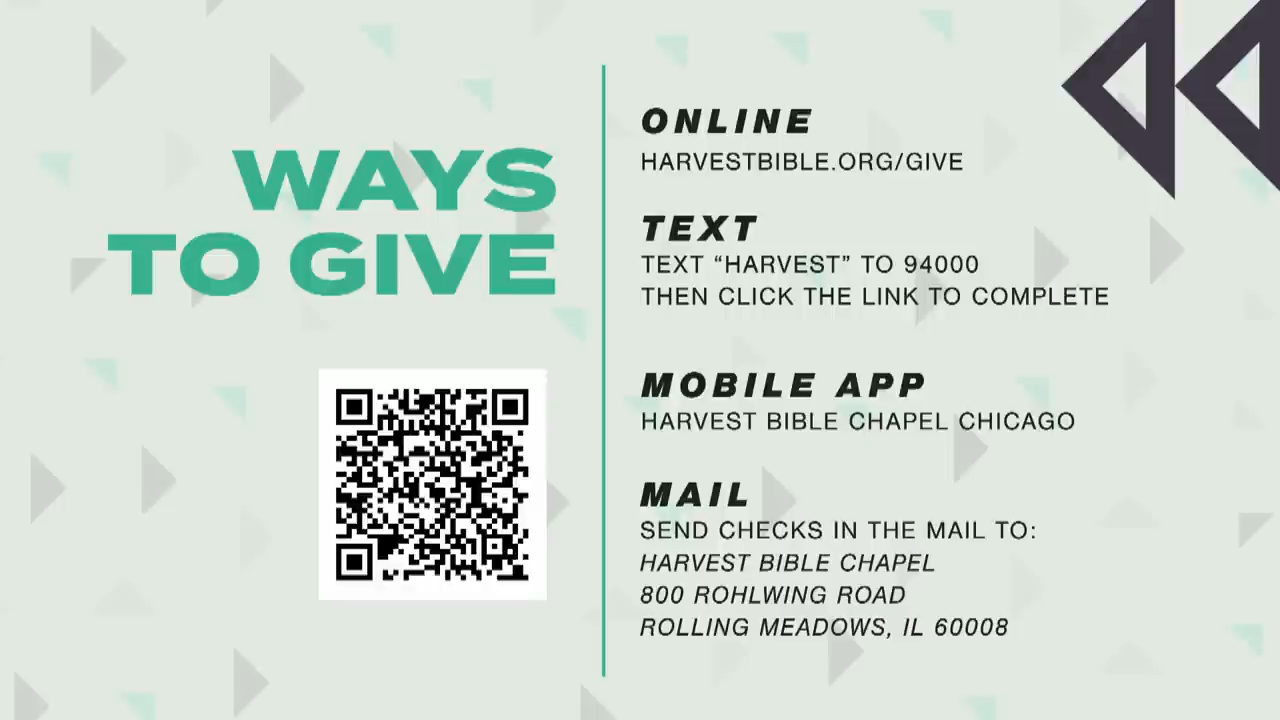 WAYS
TO GIVE
ONLINE
HARVESTBIBLE.ORG/GIVE
TEXT
TEXT “HARVEST” TO 94000
THEN CLICK THE LINK TO COMPLETE
MOBILE APP
HARVEST BIBLE CHAPEL CHICAGO
MAIL
SEND CHECKS IN THE MAIL TO:
HARVEST BIBLE CHAPEL
800 ROHLWING ROAD
ROLLING MEADOWS, IL 60008